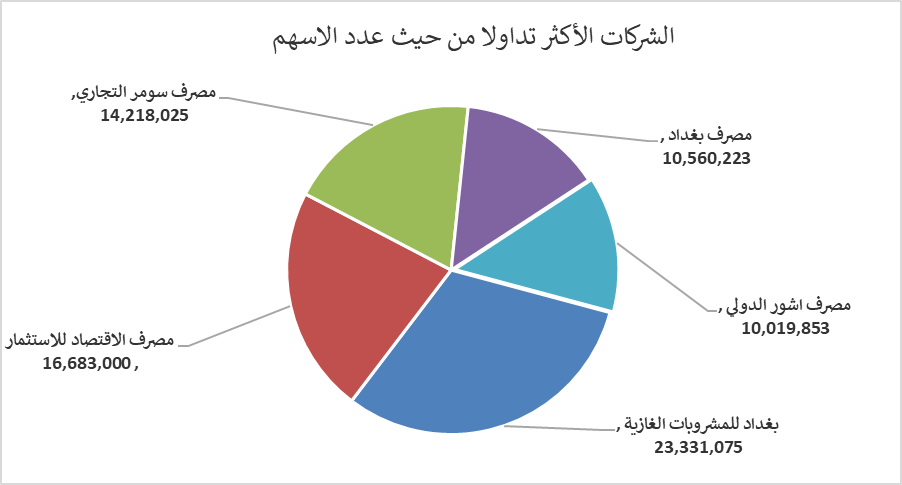 الشركات الأكثر تداولا من حيث عدد الاسهم
مصرف سومر التجاري,
14,218,025
مصرف بغداد ,
10,560,223
مصرف اشور الدولي ,
10,019,853
مصرف الاقتصاد للاستثمار
, 16,683,000
بغداد للمشروبات الغازية ,
23,331,075